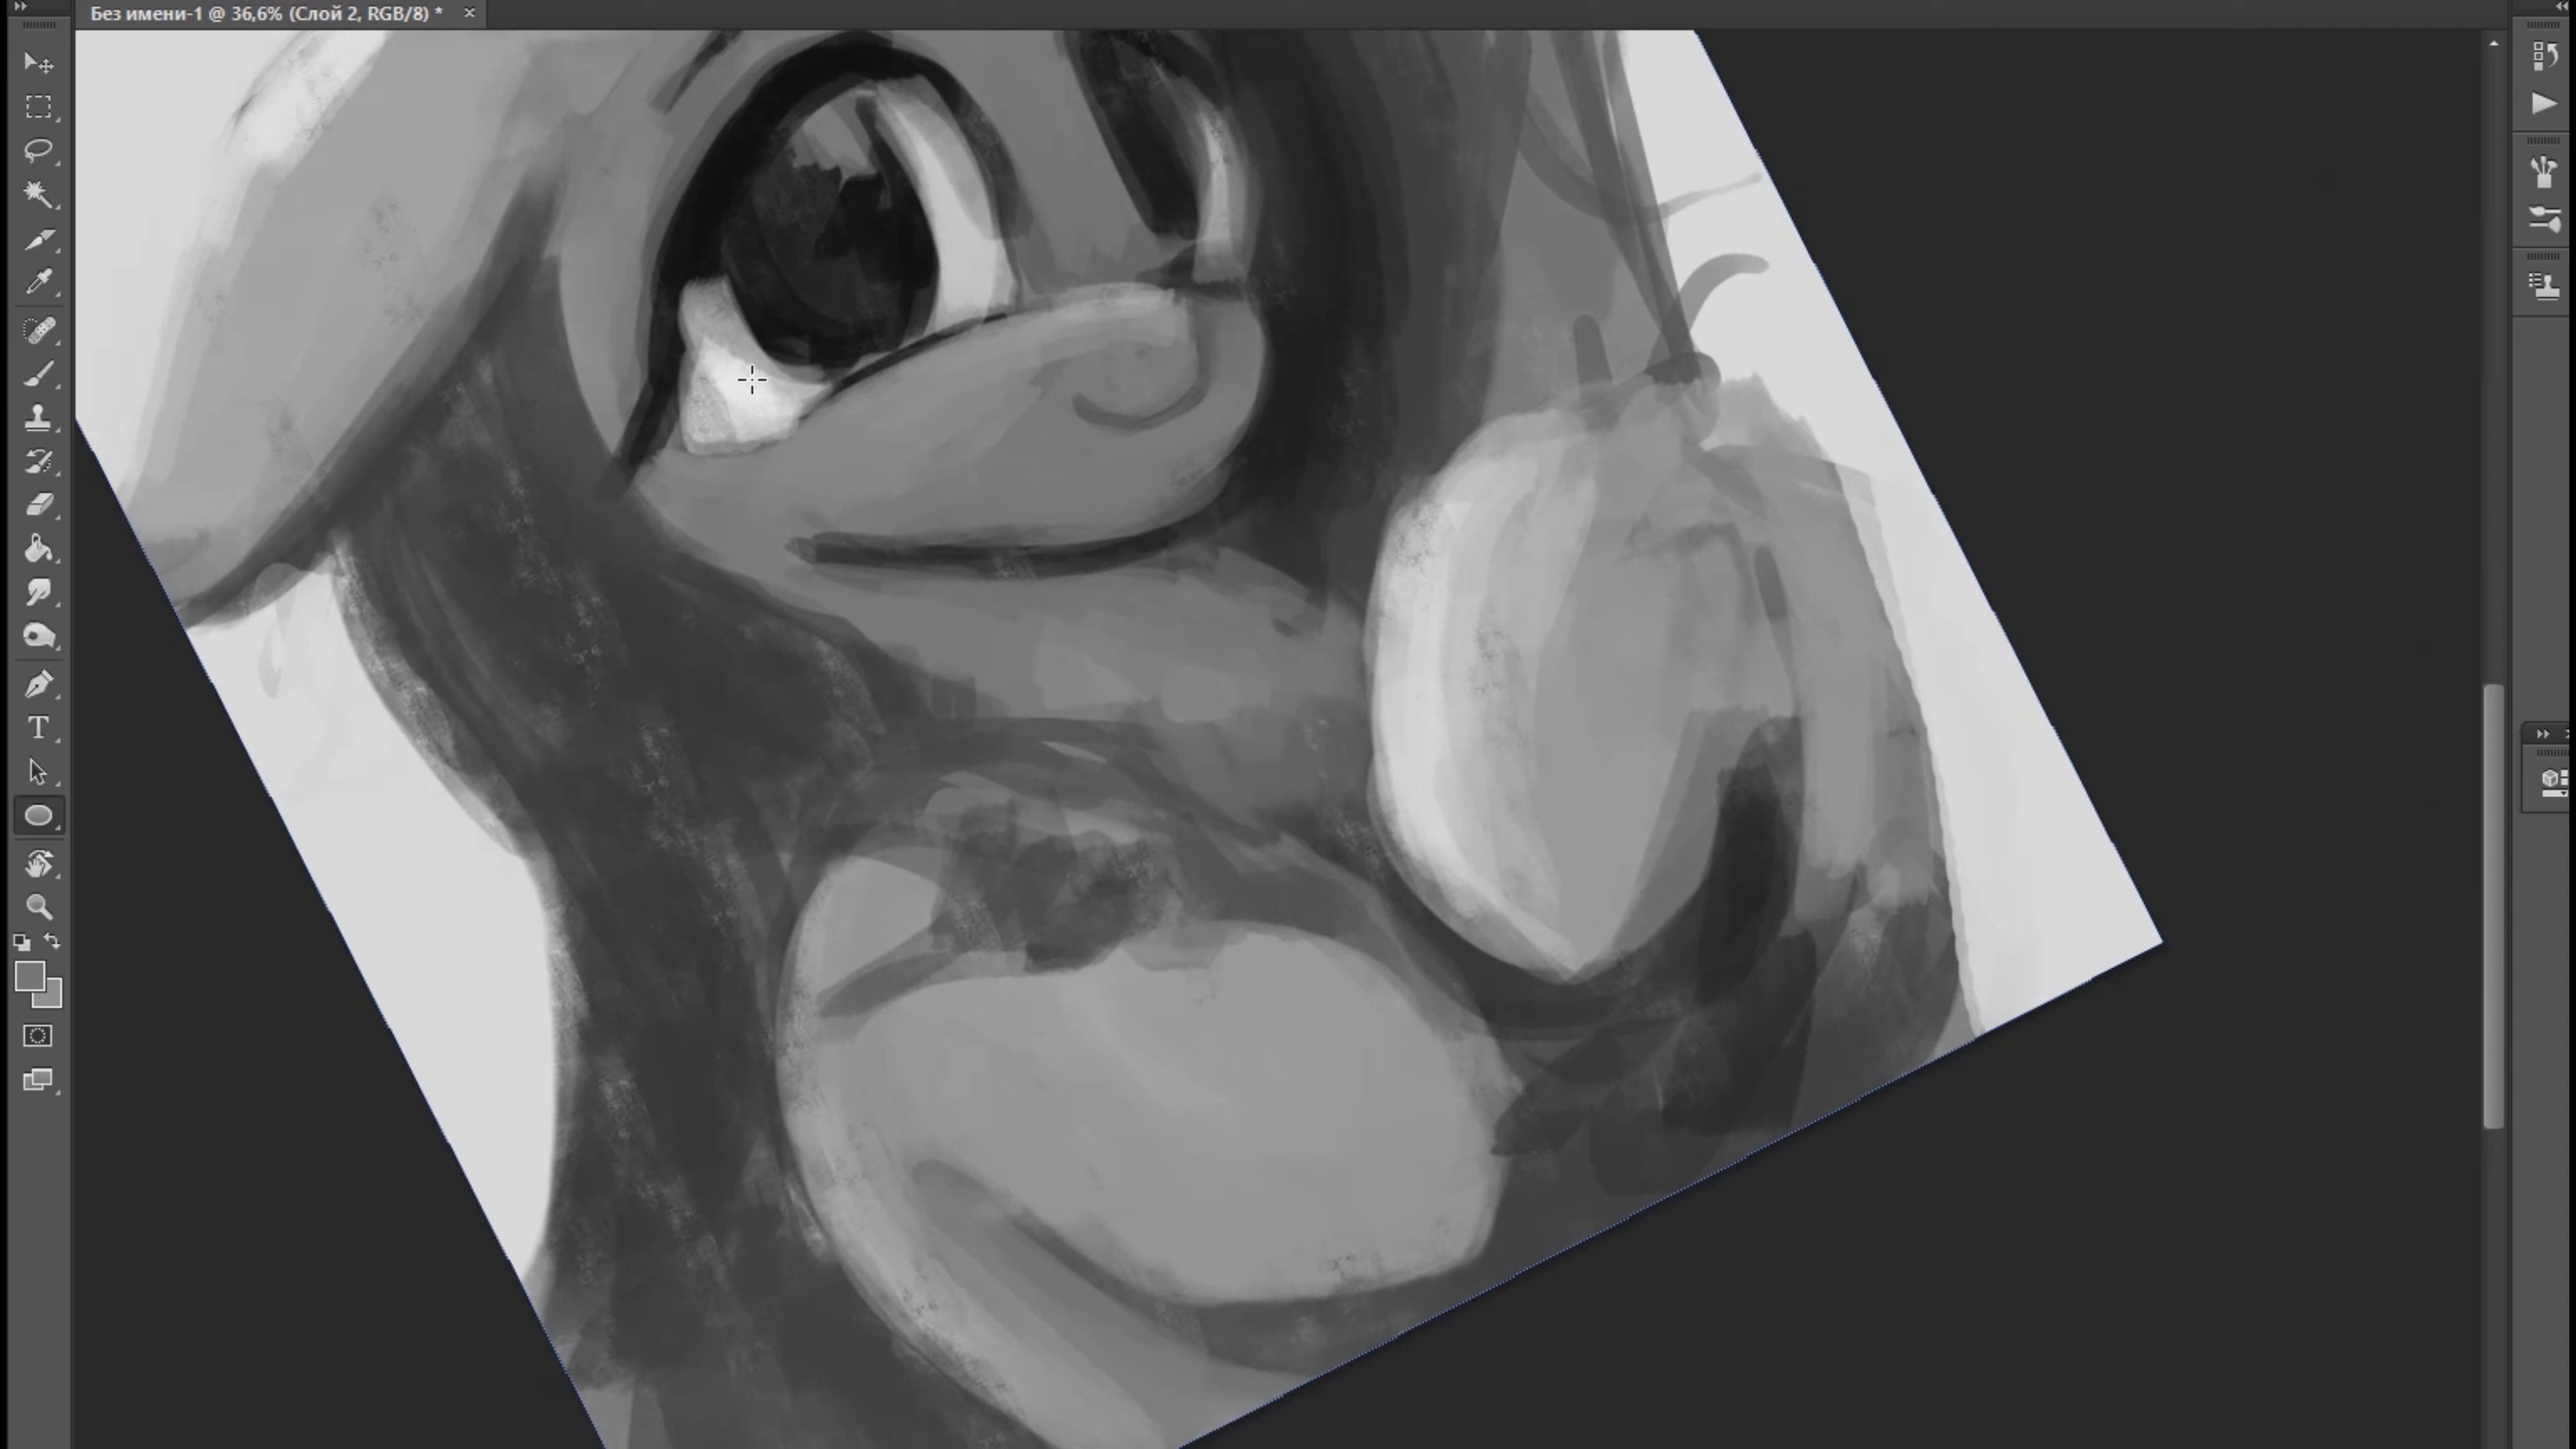 Без имени-1 @ 36,6% (Слой 2, RGB/8) *